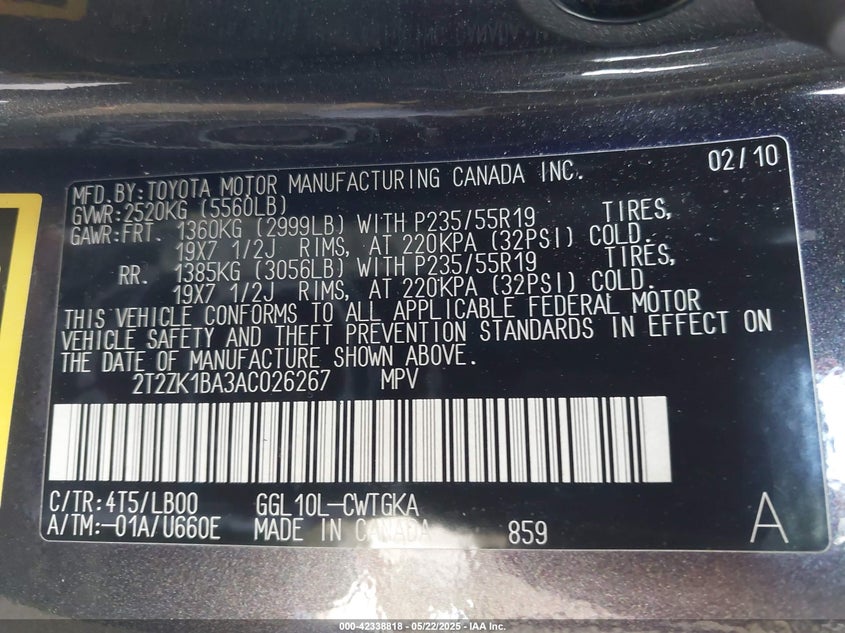 02/10
MFD.BY:TOYOTA MOTOR MANUFACTURING CANADA INC.
GVWR:2520KG (5560LB)
GAWR:FRT. 1360KG (2999LB) WITH P235/55R19 TIRES,
19X7 1/2J RIMS, AT 220KPA (32PSI) COLD.
RR. 1385KG (3056LB) WITH P235/55R19 TIRES,
19X7 1/2J RIMS, AT 220KPA (32PSI) COLD.
THIS VEHICLE CONFORMS TO ALL APPLICABLE FEDERAL MOTOR
VEHICLE SAFETY AND THEFT PREVENTION STANDARDS IN EFFECT ON
THE DATE OF MANUFACTURE SHOWN ABOVE.
2T2ZK1BA3AC026267 MPV
C/TR:4T5/LB00 GGL10L-CWTGKA
A/TM:-01A/U660E MADE IN CANADA 859 A
000-42338818 - 05/22/2025 - IAA Inc.